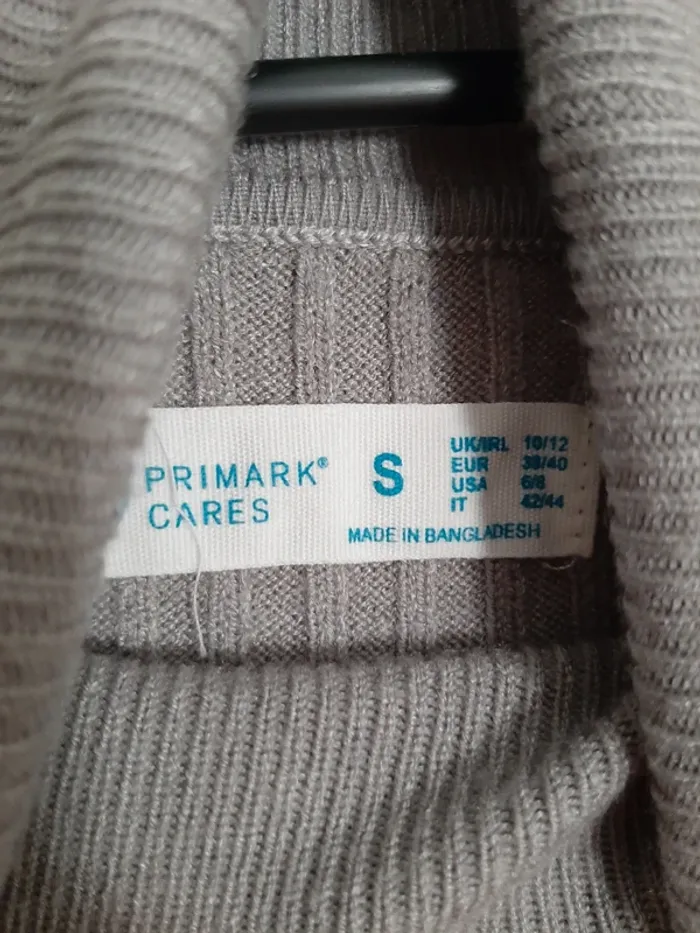 PRIMARK®
CARES
S
UK/IRL 10/12
EUR 38/40
USA 6/8
IT 42/44
MADE IN BANGLADESH